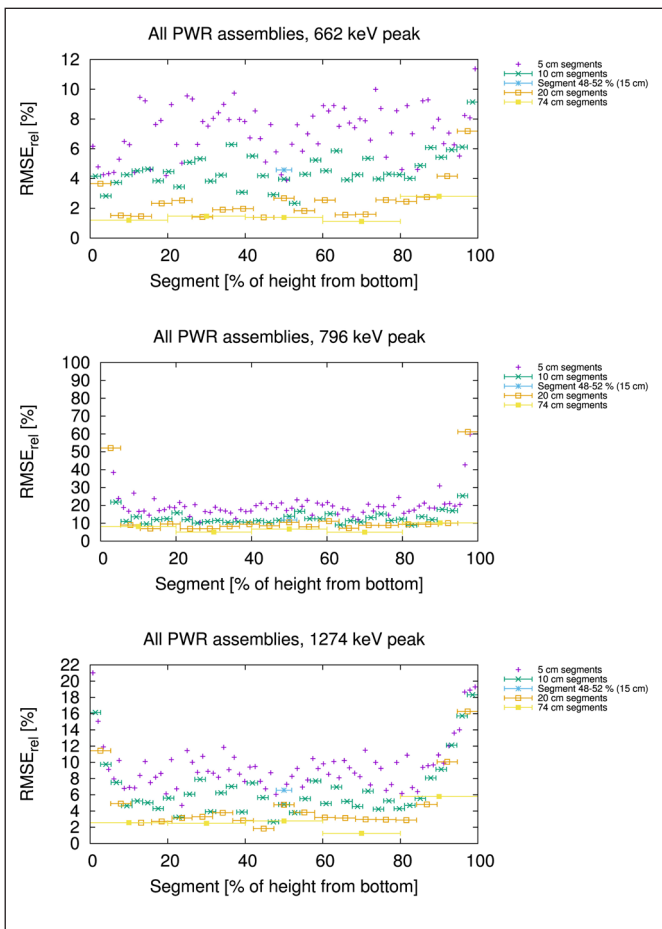 All PWR assemblies, 662 keV peak
12
10
8
6
4
2
0
RMSErel [%]
0 20 40 60 80 100
Segment [% of height from bottom]
5 cm segments
10 cm segments
Segment 48-52 % (15 cm)
20 cm segments
74 cm segments
All PWR assemblies, 796 keV peak
100
90
80
70
60
50
40
30
20
10
0
RMSErel [%]
0 20 40 60 80 100
Segment [% of height from bottom]
5 cm segments
10 cm segments
Segment 48-52 % (15 cm)
20 cm segments
74 cm segments
All PWR assemblies, 1274 keV peak
22
20
18
16
14
12
10
8
6
4
2
0
RMSErel [%]
0 20 40 60 80 100
Segment [% of height from bottom]
5 cm segments
10 cm segments
Segment 48-52 % (15 cm)
20 cm segments
74 cm segments